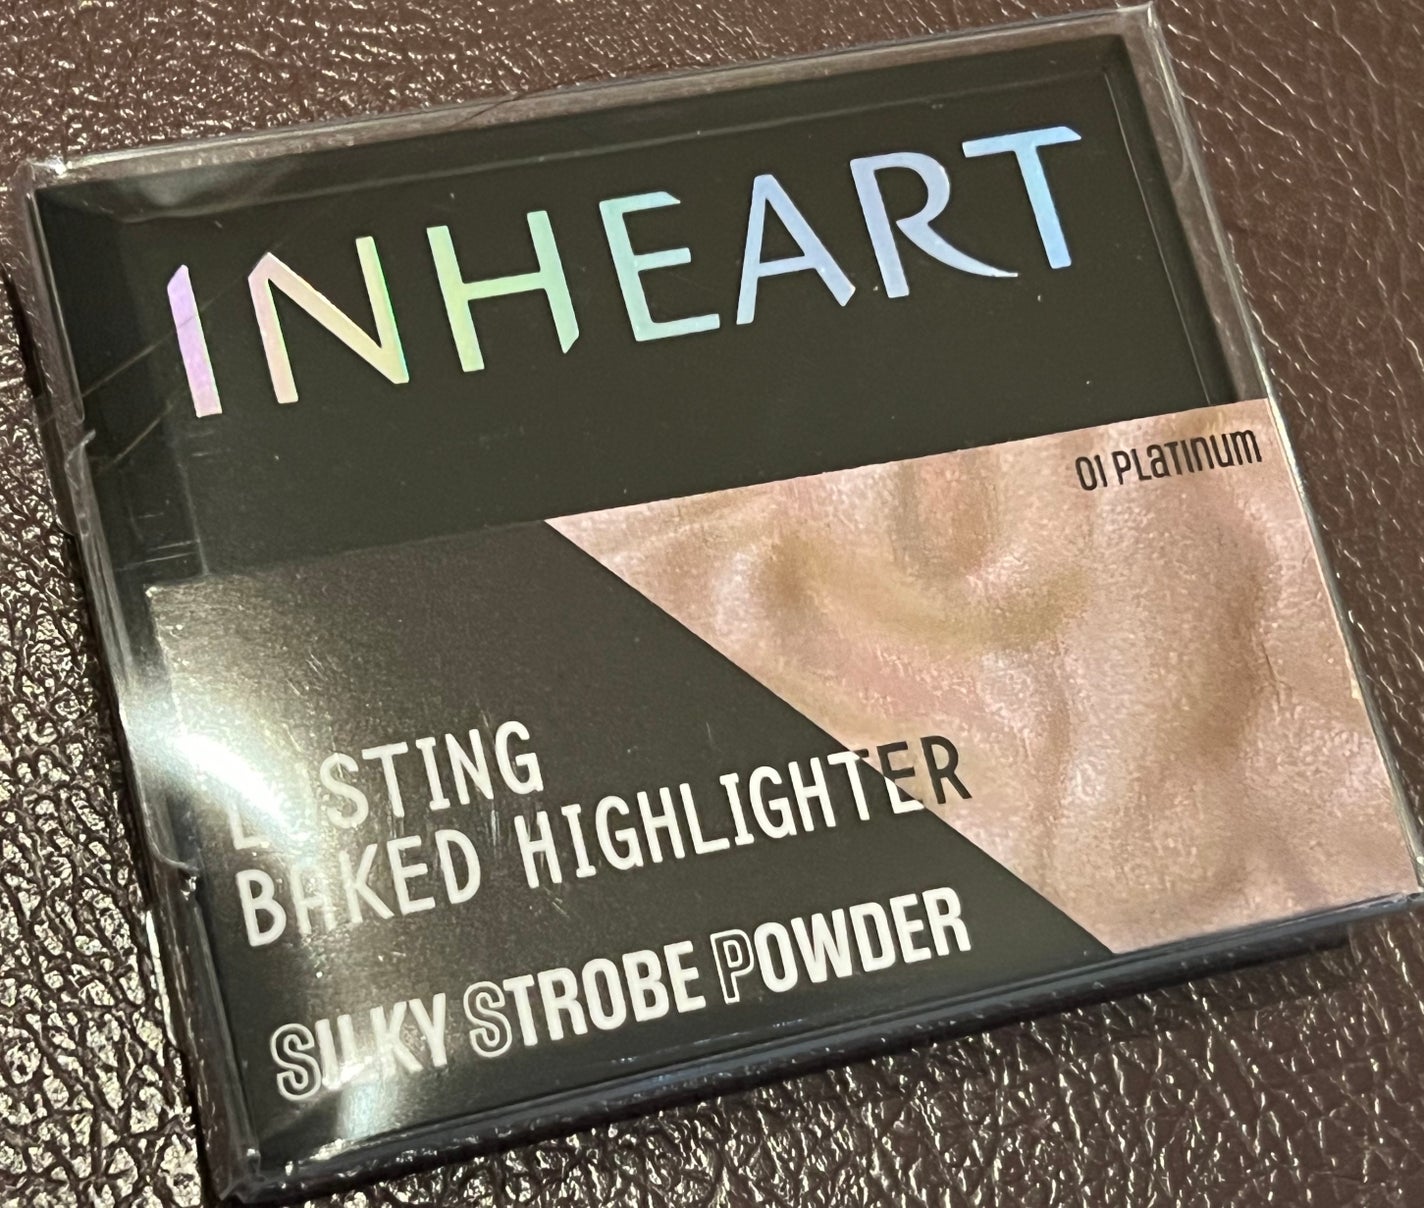 INHEART
01 PLATINUM
LASTING
BAKED HIGHLIGHTER
SILKY STROBE POWDER